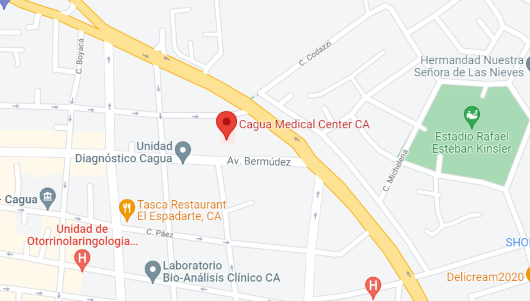 C. Boyacá
C. Codazzi
Hermandad Nuestra
Señora de Las Nieves
Cagua Medical Center CA
Estadio Rafael
Esteban Kinsler
Unidad
Diagnóstico Cagua
Av. Bermúdez
C. Michelena
- Cagua
Tasca Restaurant
El Espadarte, CA
Unidad de
Otorrinolaringologia...
C. Páez
SHO
Laboratorio
Bio-Análisis Clínico CA
H
H
Delicream2020